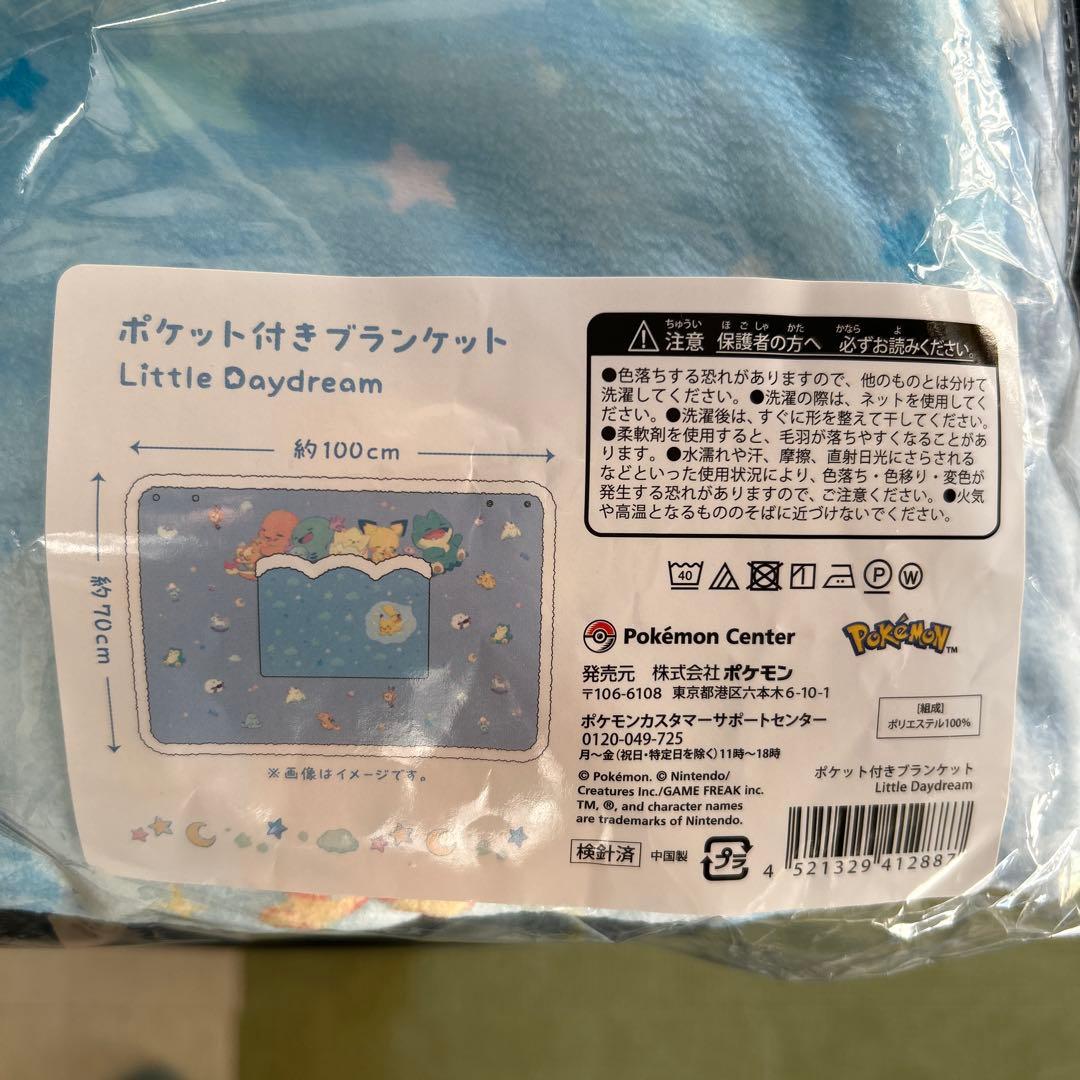 ポケット付きブランケット
Little Daydream
約100cm
約70cm
※画像はイメージです。
ちゅうい ほごしゃ かた かなら よ
注意 保護者の方へ 必ずお読みください。
●色落ちする恐れがありますので、他のものとは分けて
洗濯してください。●洗濯の際は、ネットを使用してく
ださい。●洗濯後は、すぐに形を整えて干してください。
●柔軟剤を使用すると、毛羽が落ちやすくなることがあ
ります。●水濡れや汗、摩擦、直射日光にさらされる
などといった使用状況により、色落ち・色移り・変色が
発生する恐れがありますので、ご注意ください。●火気
や高温となるもののそばに近づけないでください。
40 P W
Pokémon Center
POKéMON™
発売元 株式会社ポケモン
〒106-6108 東京都港区六本木6-10-1
ポケモンカスタマーサポートセンター
0120-049-725
月～金(祝日・特定日を除く)11時～18時
[組成]
ポリエステル100%
© Pokémon. © Nintendo/
Creatures Inc./GAME FREAK inc.
TM, ®, and character names
are trademarks of Nintendo.
ポケット付きブランケット
Little Daydream
検針済 中国製 プラ
4 521329 412887